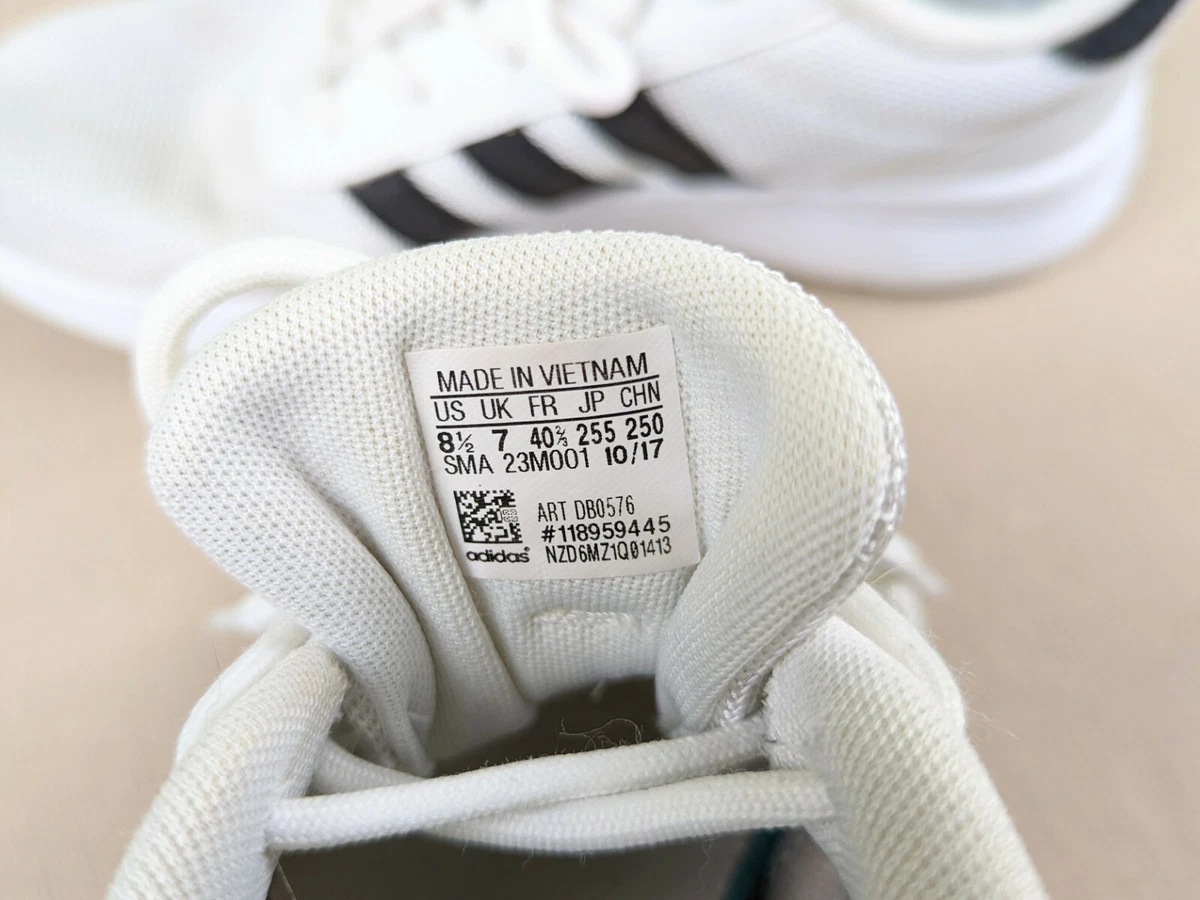 MADE IN VIETNAM
US UK FR JP CHN
8½ 7 40⅔ 255 250
SMA 23M001 10/17
ART DB0576
#118959445
adidas® NZD6MZ1Q01413